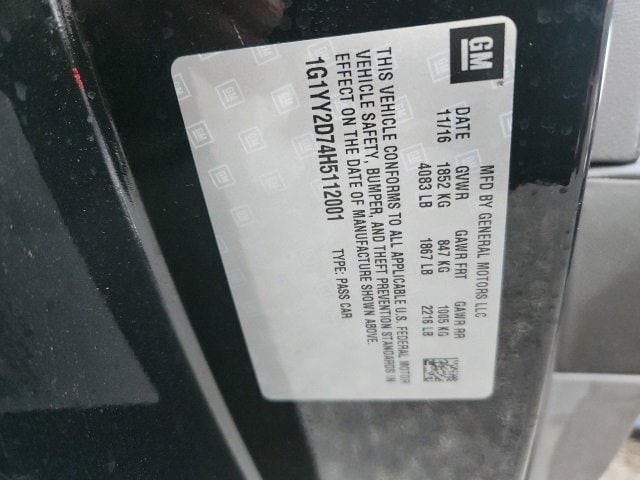 GM
MFD BY GENERAL MOTORS LLC
DATE GVWR GAWR FRT GAWR RR
11/16 1852 KG 847 KG 1005 KG
4083 LB 1867 LB 2216 LB
THIS VEHICLE CONFORMS TO ALL APPLICABLE U.S. FEDERAL MOTOR
VEHICLE SAFETY, BUMPER, AND THEFT PREVENTION STANDARDS IN
EFFECT ON THE DATE OF MANUFACTURE SHOWN ABOVE.
1G1YY2D74H5112001 TYPE: PASS CAR